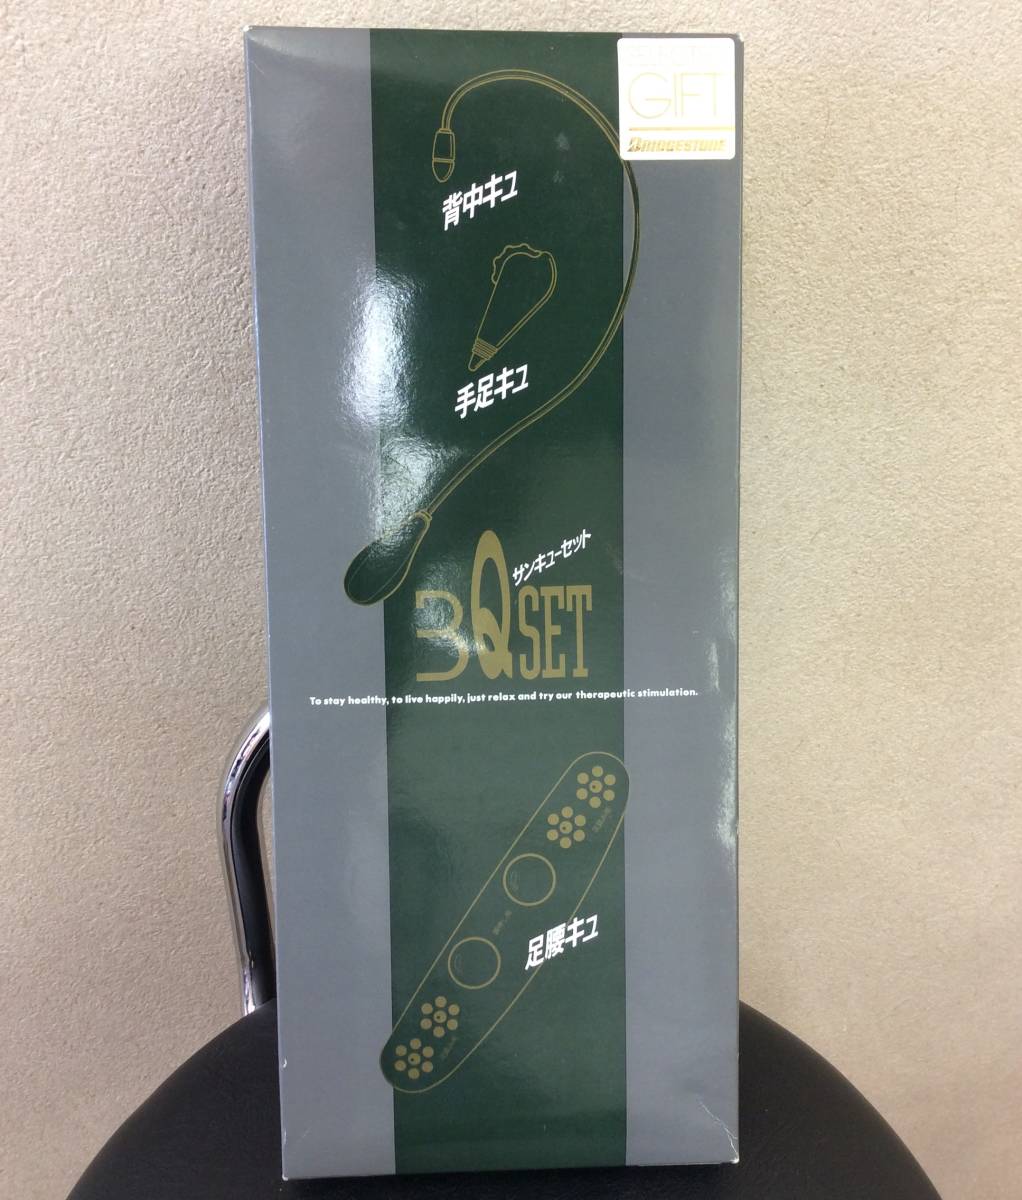 GIFT
BRIDGESTONE
背中キュ
手足キュ
サンキューセット
3QSET
To stay healthy, to live happily, just relax and try our therapeutic stimulation.
足腰キュ